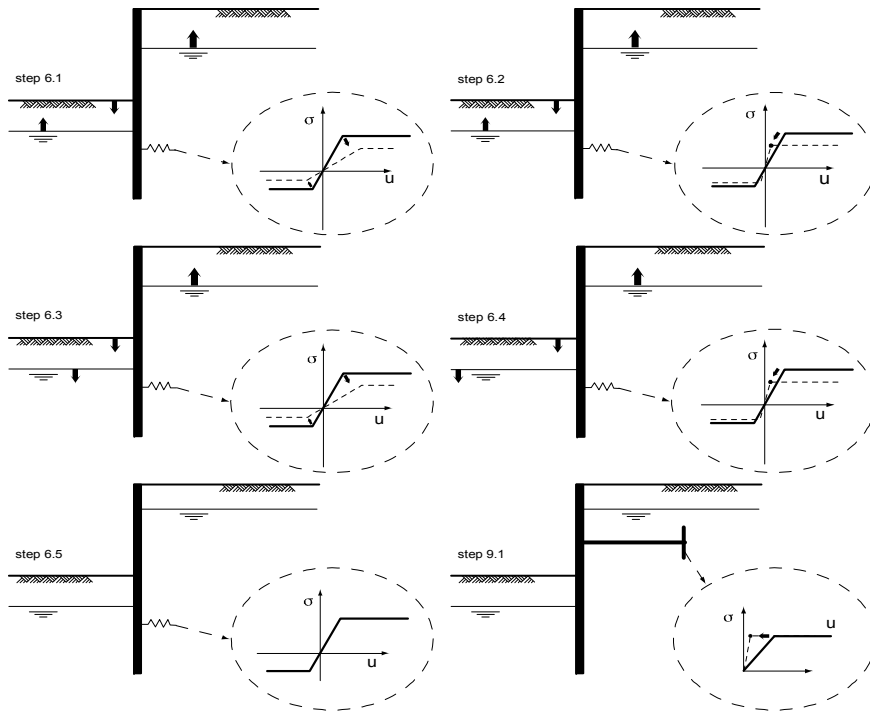 step 6.1
σ
u
step 6.2
σ
u
step 6.3
σ
u
step 6.4
σ
u
step 6.5
σ
u
step 9.1
σ
u